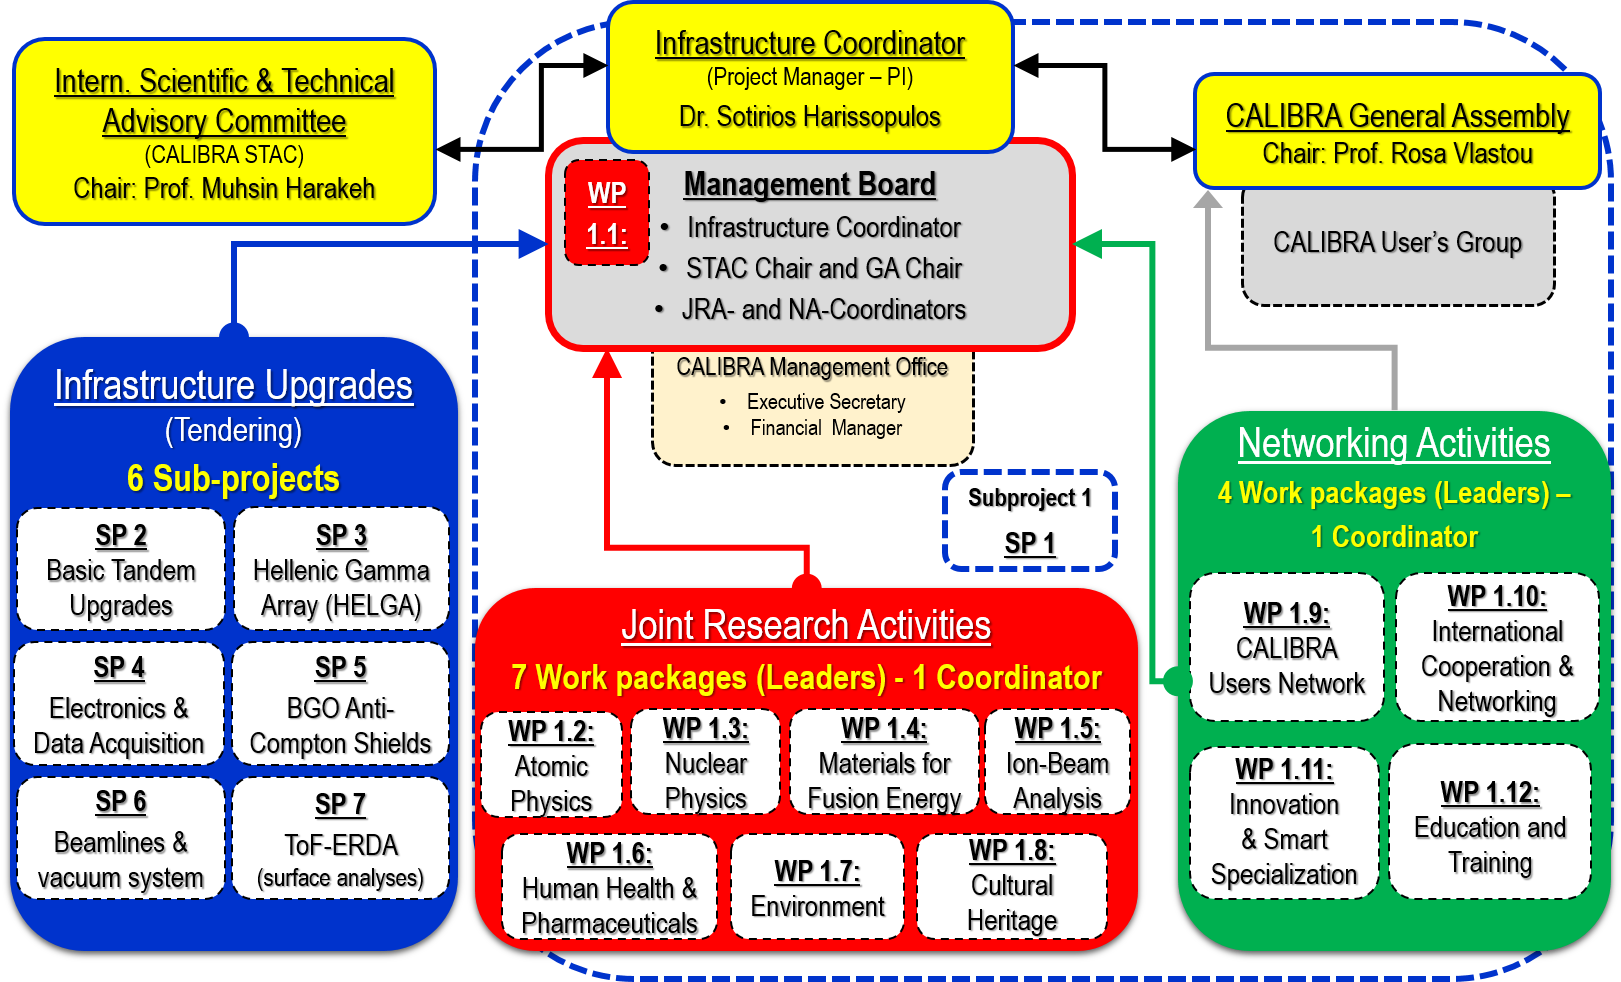 Infrastructure Coordinator
(Project Manager – PI)
Dr. Sotirios Harissopulos
Intern. Scientific & Technical
Advisory Committee
(CALIBRA STAC)
Chair: Prof. Muhsin Harakeh
CALIBRA General Assembly
Chair: Prof. Rosa Vlastou
CALIBRA User’s Group
WP
1.1:
Management Board
• Infrastructure Coordinator
• STAC Chair and GA Chair
• JRA- and NA-Coordinators
CALIBRA Management Office
• Executive Secretary
• Financial Manager
Subproject 1
SP 1
Infrastructure Upgrades
(Tendering)
6 Sub-projects
SP 2
Basic Tandem
Upgrades
SP 3
Hellenic Gamma
Array (HELGA)
SP 4
Electronics &
Data Acquisition
SP 5
BGO Anti-
Compton Shields
SP 6
Beamlines &
vacuum system
SP 7
ToF-ERDA
(surface analyses)
Joint Research Activities
7 Work packages (Leaders) - 1 Coordinator
WP 1.2:
Atomic
Physics
WP 1.3:
Nuclear
Physics
WP 1.4:
Materials for
Fusion Energy
WP 1.5:
Ion-Beam
Analysis
WP 1.6:
Human Health &
Pharmaceuticals
WP 1.7:
Environment
WP 1.8:
Cultural
Heritage
Networking Activities
4 Work packages (Leaders) –
1 Coordinator
WP 1.9:
CALIBRA
Users Network
WP 1.10:
International
Cooperation &
Networking
WP 1.11:
Innovation
& Smart
Specialization
WP 1.12:
Education and
Training